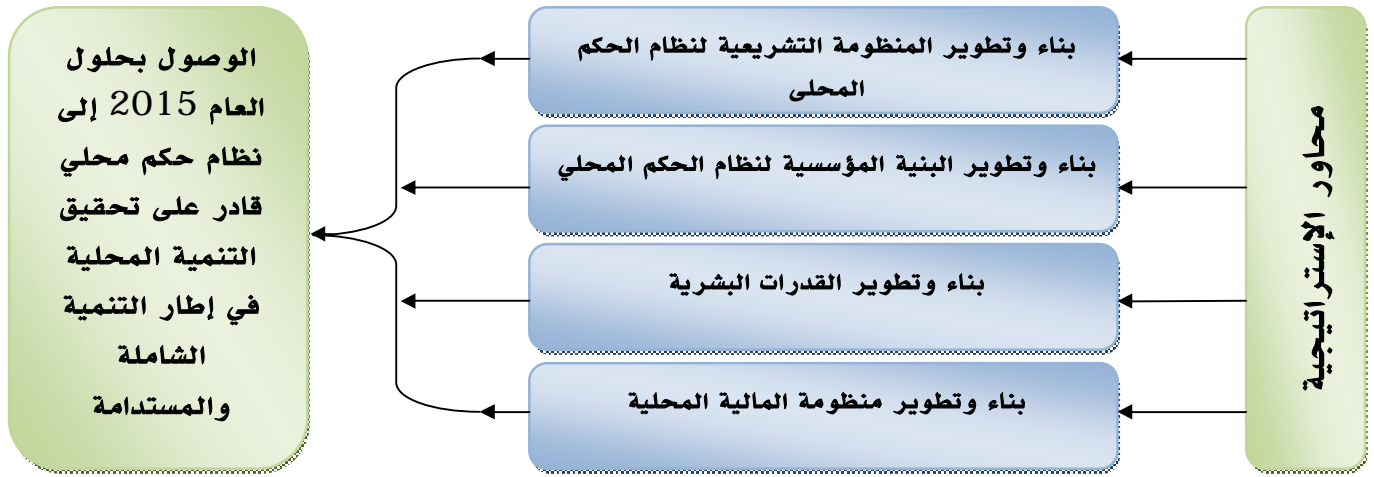 محاور الإستراتيجية
بناء وتطوير المنظومة التشريعية لنظام الحكم
المحلى
بناء وتطوير البنية المؤسسية لنظام الحكم المحلي
بناء وتطوير القدرات البشرية
بناء وتطوير منظومة المالية المحلية
الوصول بحلول
العام 2015 إلى
نظام حكم محلي
قادر على تحقيق
التنمية المحلية
في إطار التنمية
الشاملة
والمستدامة